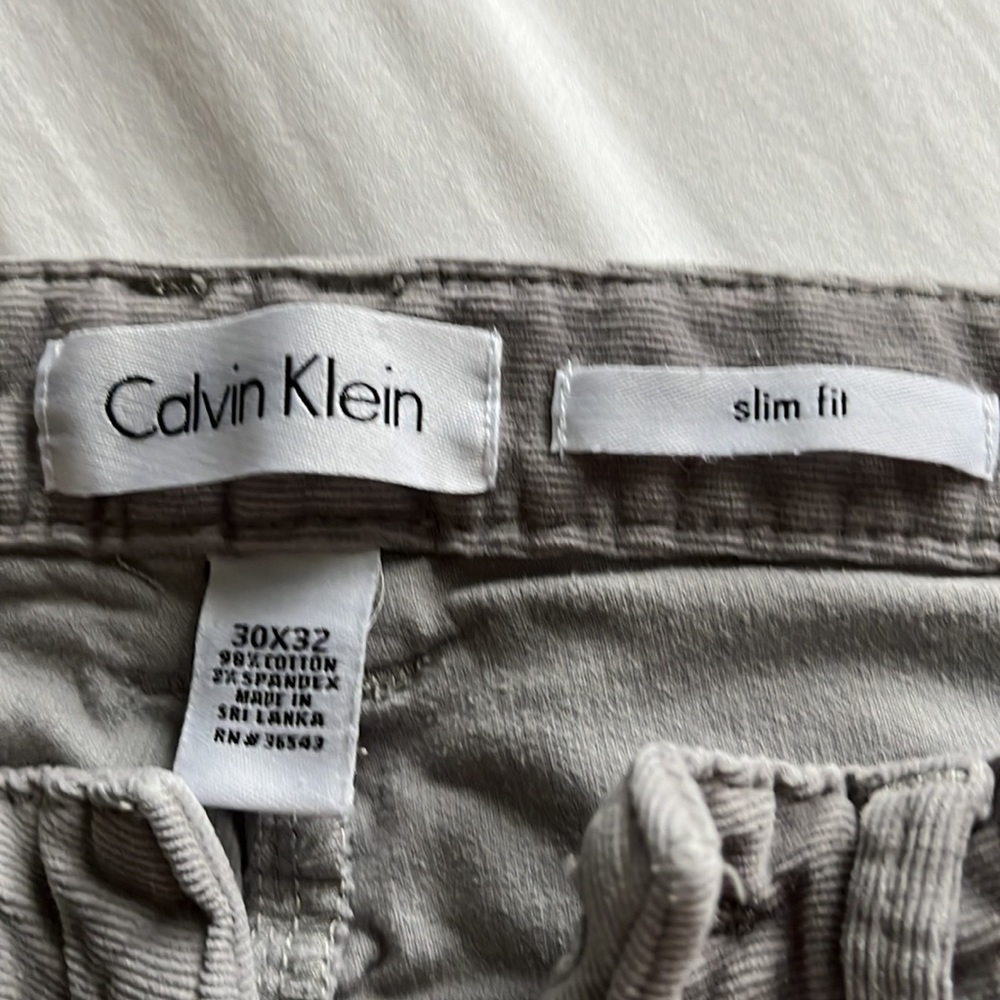 Calvin Klein
slim fit
30X32
98% COTTON
2% SPANDEX
MADE IN
SRI LANKA
RN# 36543